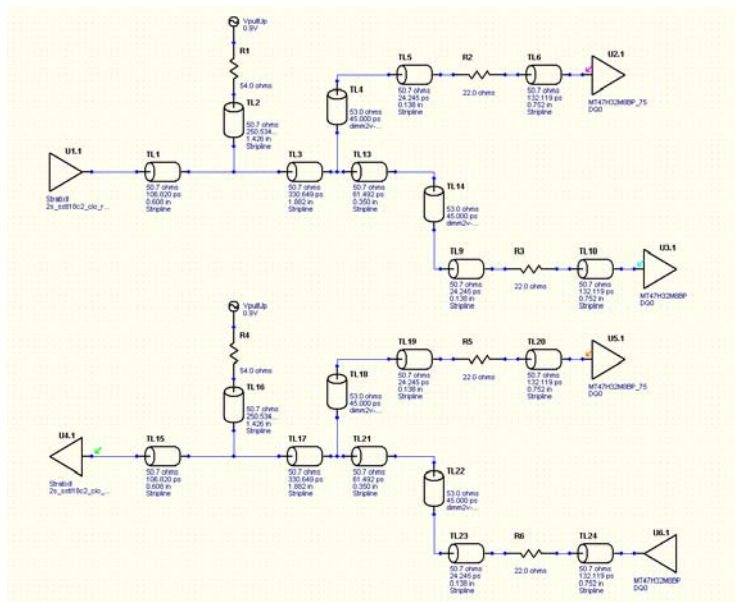 VpullUp
0.9V
R1
54.0 ohms
TL2
50.7 ohms
250.534...
1.426 in
Stripline
U1.1
StratixII
2s_sstl18c2_cio_r...
TL1
50.7 ohms
106.820 ps
0.608 in
Stripline
TL3
50.7 ohms
330.649 ps
1.882 in
Stripline
TL4
53.0 ohms
45.000 ps
dimm2v-...
TL5
50.7 ohms
24.245 ps
0.138 in
Stripline
R2
22.0 ohms
TL6
50.7 ohms
132.119 ps
0.752 in
Stripline
U2.1
MT47H32M8BP_75
DQ0
TL13
50.7 ohms
61.492 ps
0.350 in
Stripline
TL14
53.0 ohms
45.000 ps
dimm2v-...
TL9
50.7 ohms
24.245 ps
0.138 in
Stripline
R3
22.0 ohms
TL10
50.7 ohms
132.119 ps
0.752 in
Stripline
U3.1
MT47H32M8BP
DQ0
VpullUp
0.9V
R4
54.0 ohms
TL16
50.7 ohms
250.534...
1.426 in
Stripline
U4.1
StratixII
2s_sstl18c2_cio_...
TL15
50.7 ohms
106.820 ps
0.608 in
Stripline
TL17
50.7 ohms
330.649 ps
1.882 in
Stripline
TL18
53.0 ohms
45.000 ps
dimm2v-...
TL19
50.7 ohms
24.245 ps
0.138 in
Stripline
R5
22.0 ohms
TL20
50.7 ohms
132.119 ps
0.752 in
Stripline
U5.1
MT47H32M8BP_75
DQ0
TL21
50.7 ohms
61.492 ps
0.350 in
Stripline
TL22
53.0 ohms
45.000 ps
dimm2v-...
TL23
50.7 ohms
24.245 ps
0.138 in
Stripline
R6
22.0 ohms
TL24
50.7 ohms
132.119 ps
0.752 in
Stripline
U6.1
MT47H32M8BP
DQ0